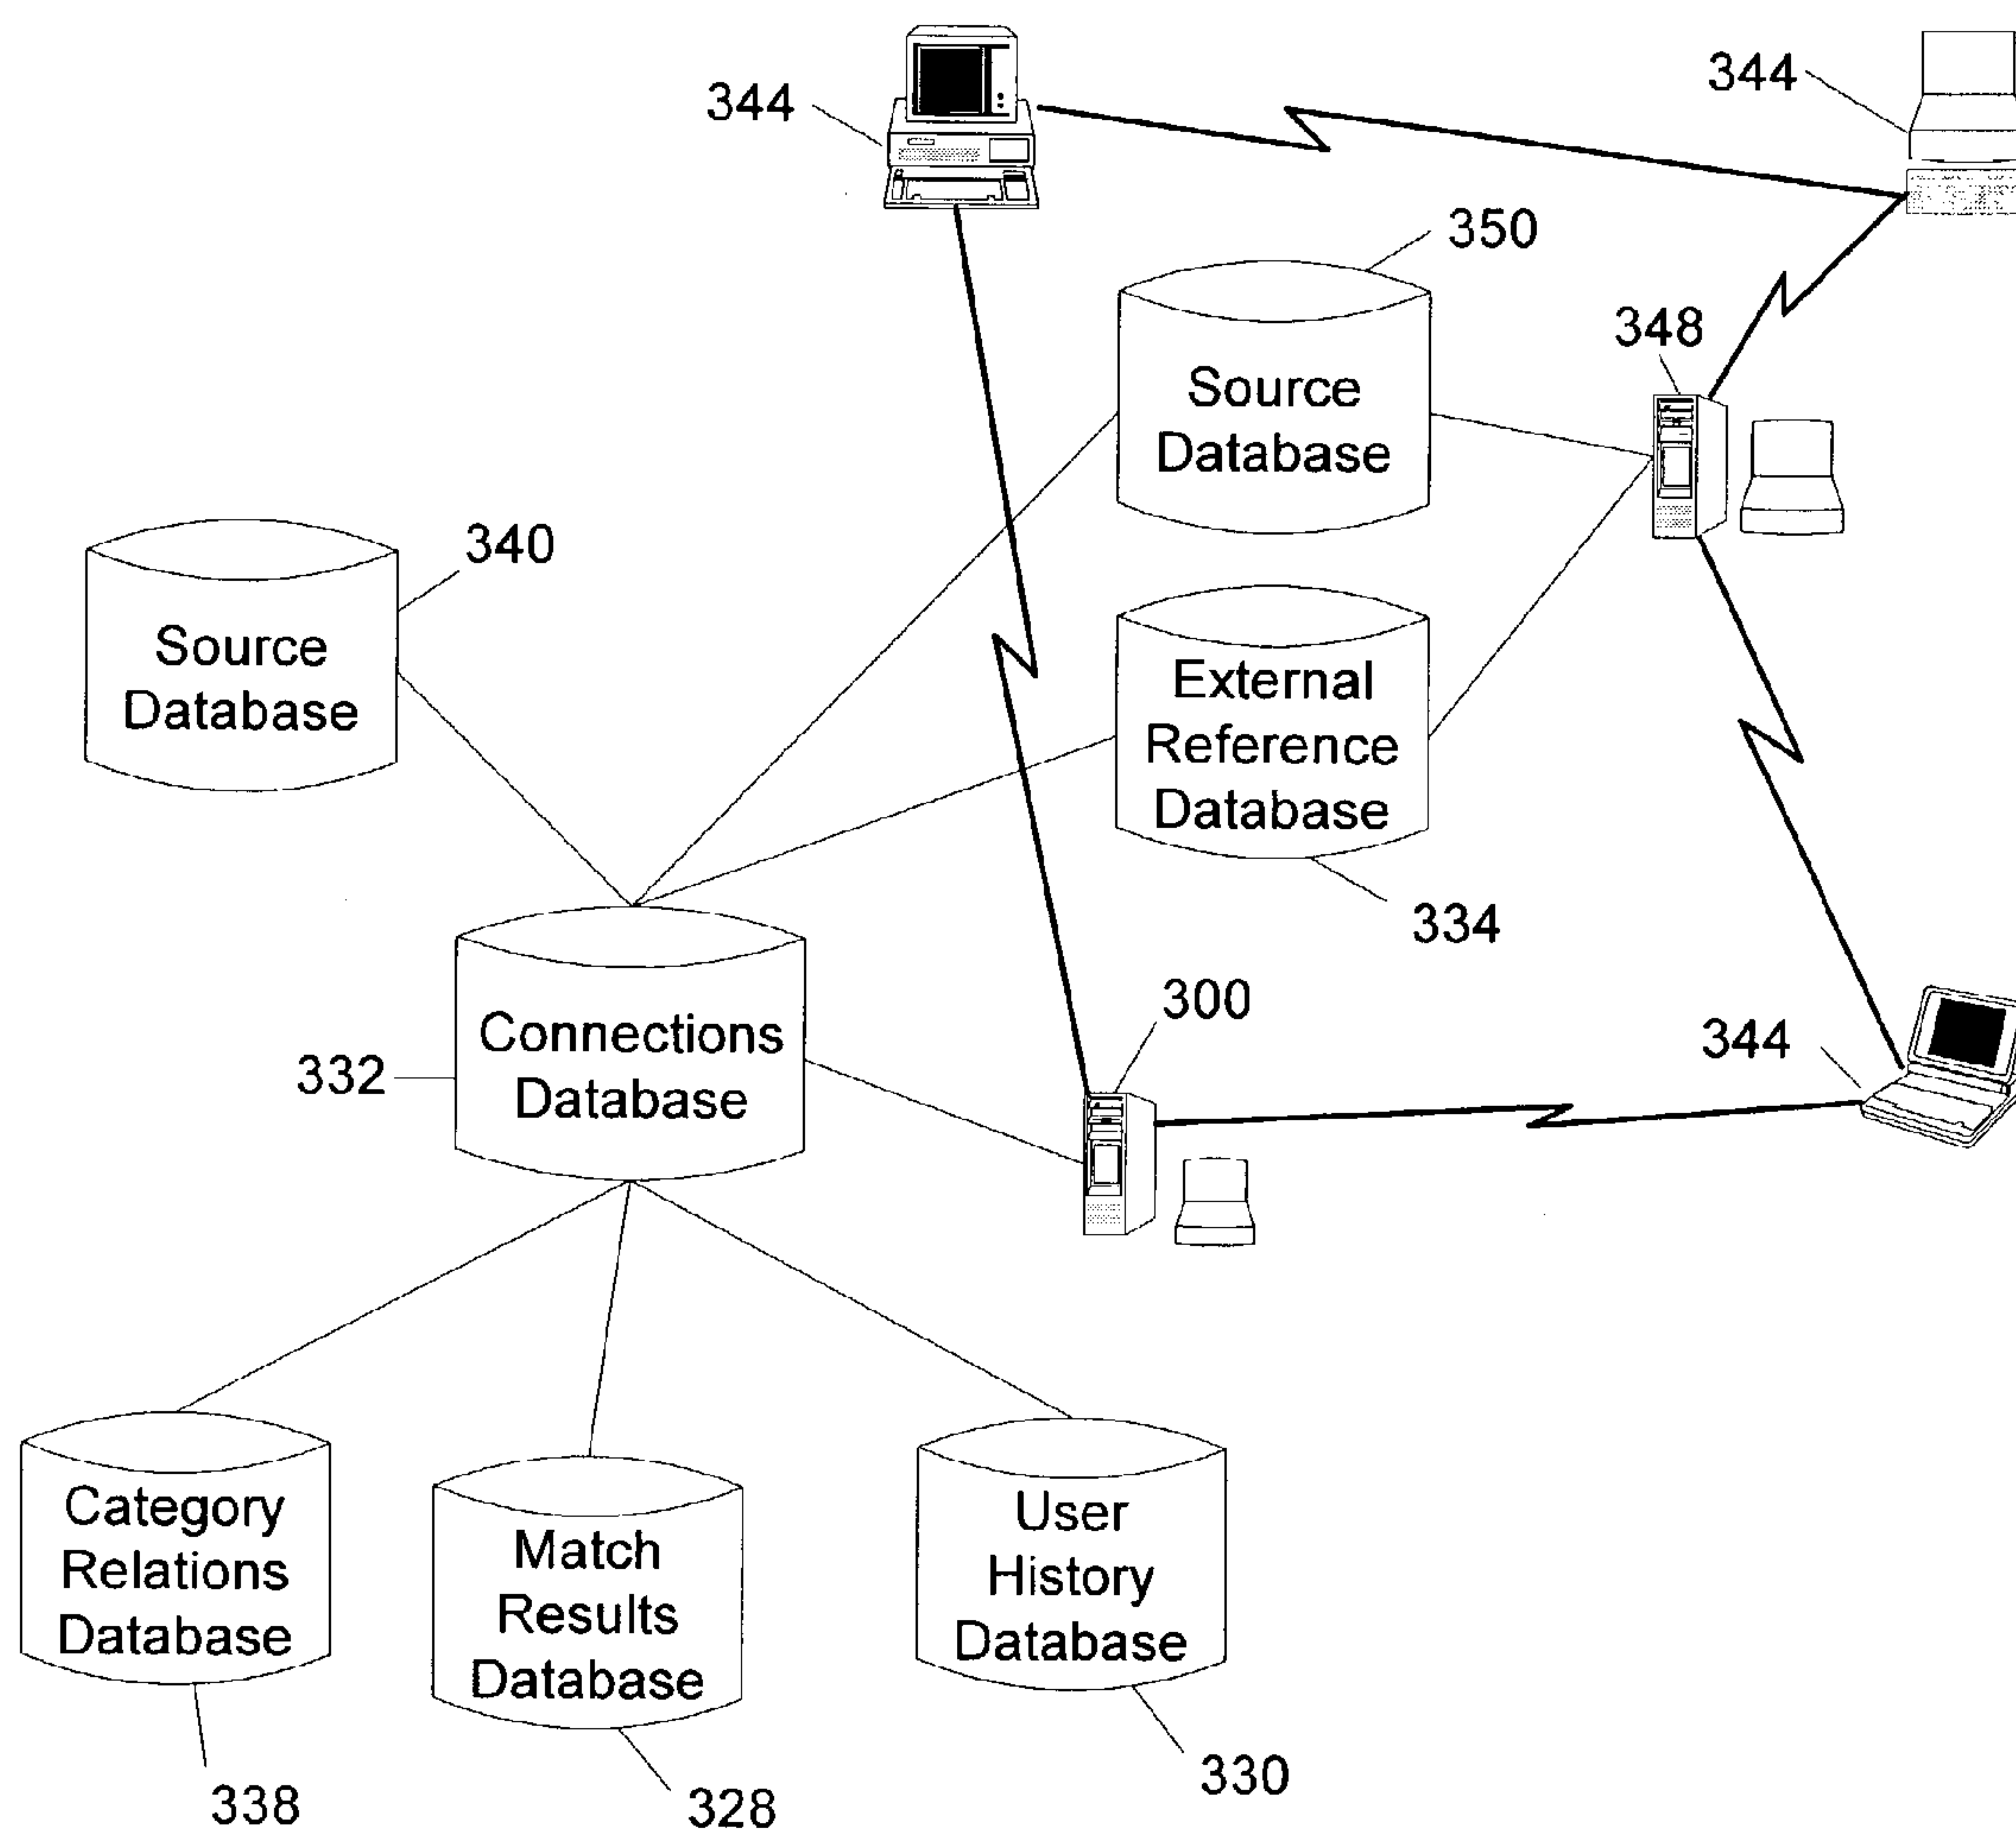 344
344
350
348
Source
Database
340
Source
Database
External
Reference
Database
334
300
Connections
Database
332
344
Category
Relations
Database
Match
Results
Database
User
History
Database
338
328
330